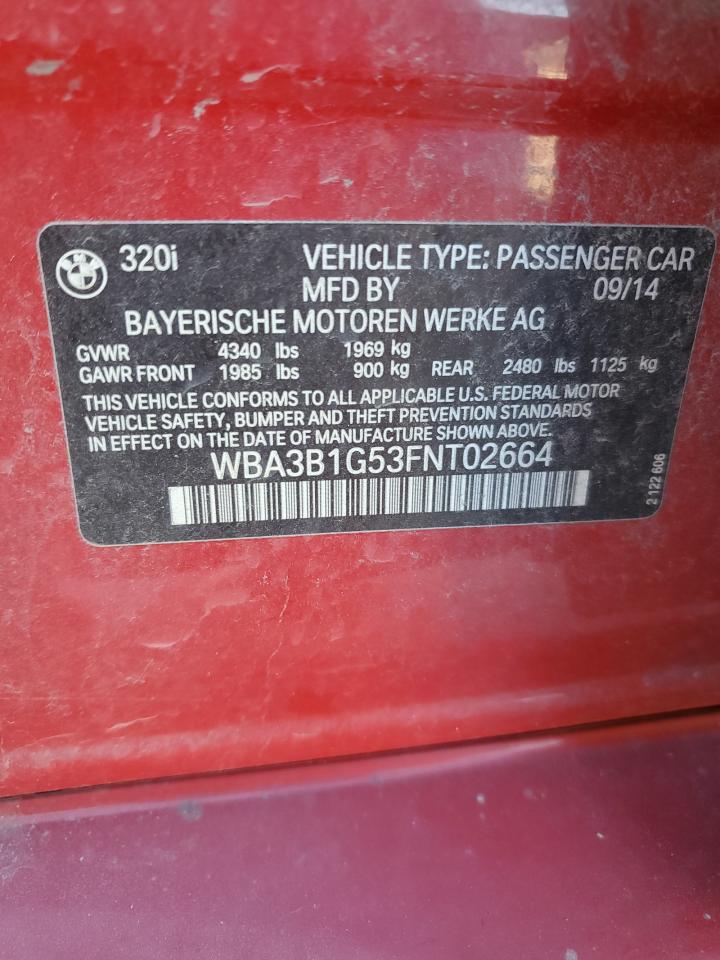 320i VEHICLE TYPE: PASSENGER CAR
MFD BY 09/14
BAYERISCHE MOTOREN WERKE AG
GVWR 4340 lbs 1969 kg
GAWR FRONT 1985 lbs 900 kg REAR 2480 lbs 1125 kg
THIS VEHICLE CONFORMS TO ALL APPLICABLE U.S. FEDERAL MOTOR
VEHICLE SAFETY, BUMPER AND THEFT PREVENTION STANDARDS
IN EFFECT ON THE DATE OF MANUFACTURE SHOWN ABOVE.
WBA3B1G53FNT02664
2 122 606